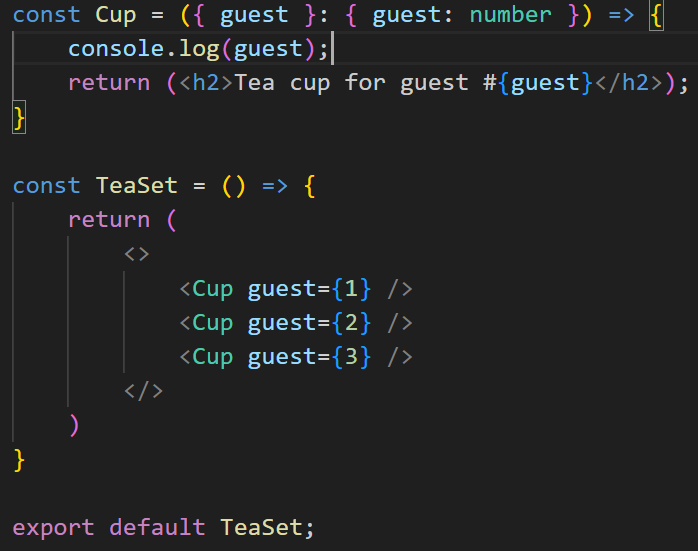 const Cup = ({ guest }: { guest: number }) => {
    console.log(guest);
    return (<h2>Tea cup for guest #{guest}</h2>);
}

const TeaSet = () => {
    return (
        <>
            <Cup guest={1} />
            <Cup guest={2} />
            <Cup guest={3} />
        </>
    )
}

export default TeaSet;